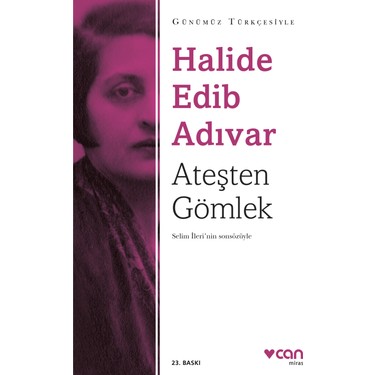 Günümüz Türkçesiyle
Halide
Edib
Adıvar
Ateşten
Gömlek
Selim İleri'nin sonsözüyle
23. BASKI
can
miras